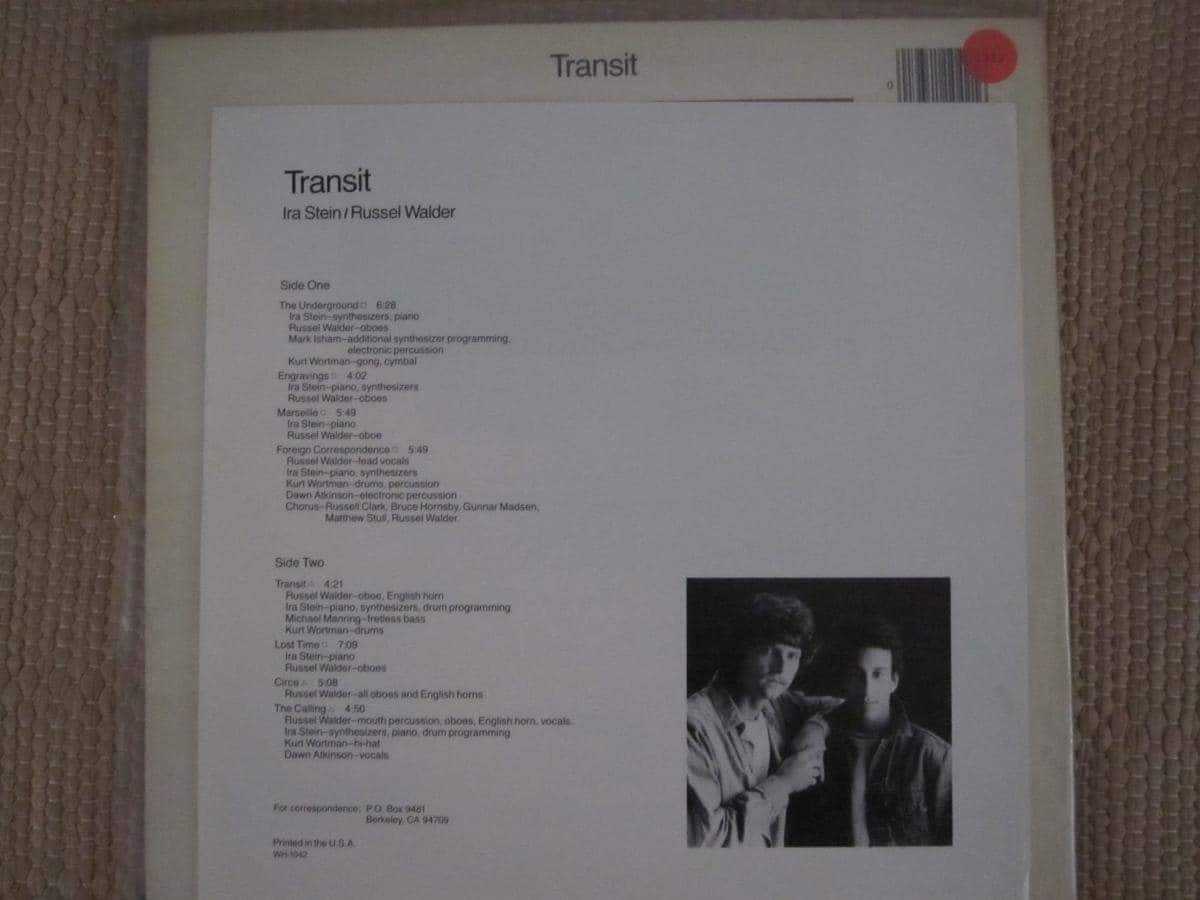 Transit
0
Transit
Ira Stein / Russel Walder
Side One
The Underground □ 6:28
Ira Stein–synthesizers, piano
Russel Walder–oboes
Mark Isham–additional synthesizer programming,
electronic percussion
Kurt Wortman–gong, cymbal
Engravings □ 4:02
Ira Stein–piano, synthesizers
Russel Walder–oboes
Marseille □ 5:49
Ira Stein–piano
Russel Walder–oboe
Foreign Correspondence □ 5:49
Russel Walder–lead vocals
Ira Stein–piano, synthesizers
Kurt Wortman–drums, percussion
Dawn Atkinson–electronic percussion
Chorus–Russell Clark, Bruce Hornsby, Gunnar Madsen,
Matthew Stull, Russel Walder
Side Two
Transit △ 4:21
Russel Walder–oboe, English horn
Ira Stein–piano, synthesizers, drum programming
Michael Manring–fretless bass
Kurt Wortman–drums
Lost Time □ 7:09
Ira Stein–piano
Russel Walder–oboes
Circe △ 5:08
Russel Walder–all oboes and English horns
The Calling △ 4:50
Russel Walder–mouth percussion, oboes, English horn, vocals
Ira Stein–synthesizers, piano, drum programming
Kurt Wortman–hi-hat
Dawn Atkinson–vocals
For correspondence: P.O. Box 9481
Berkeley, CA 94709
Printed in the U.S.A.
WH-1042